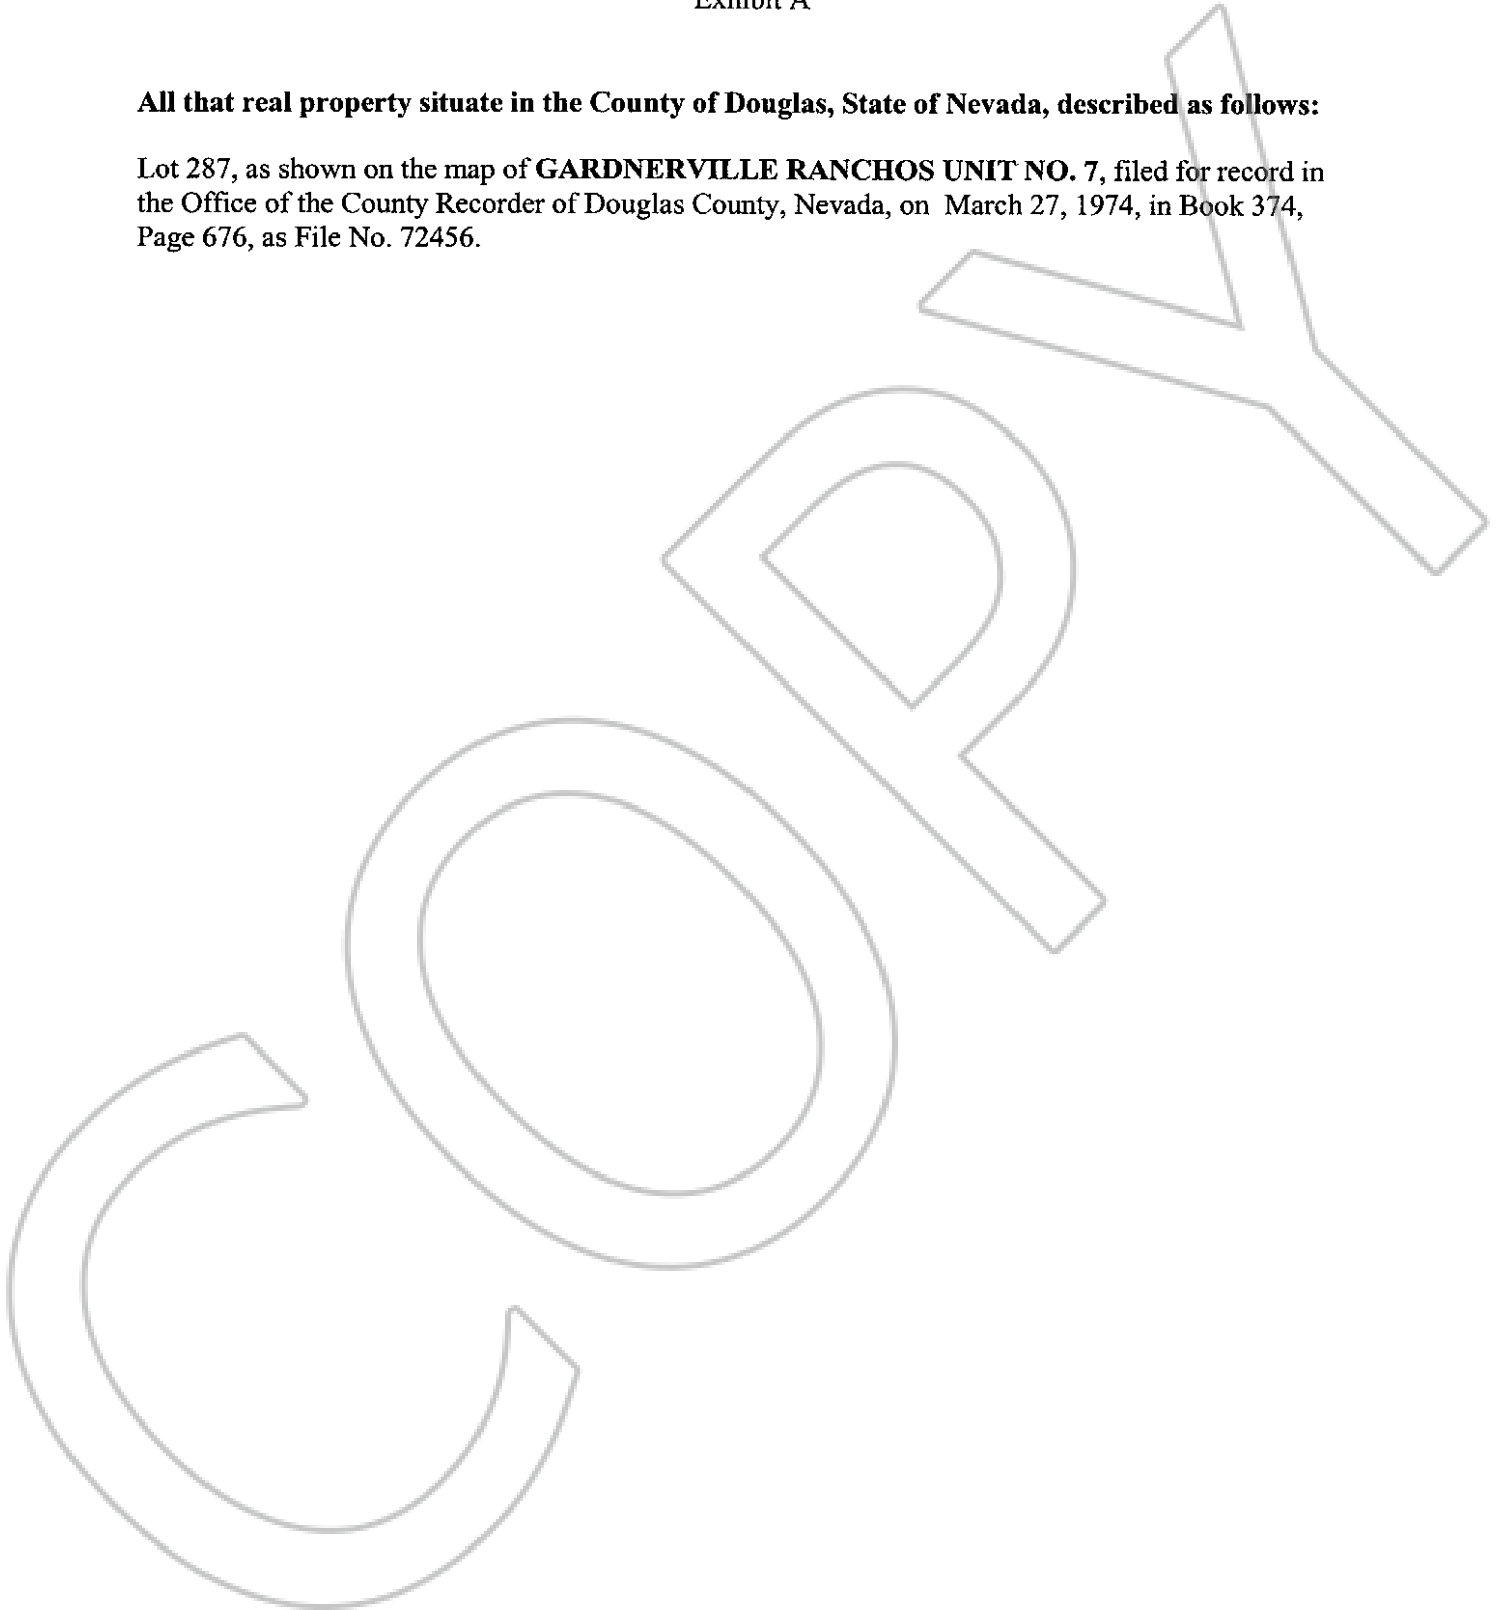 Exhibit A
All that real property situate in the County of Douglas, State of Nevada, described as follows:
Lot 287, as shown on the map of GARDNERVILLE RANCHOS UNIT NO. 7, filed for record in
the Office of the County Recorder of Douglas County, Nevada, on March 27, 1974, in Book 374,
Page 676, as File No. 72456.
COPY